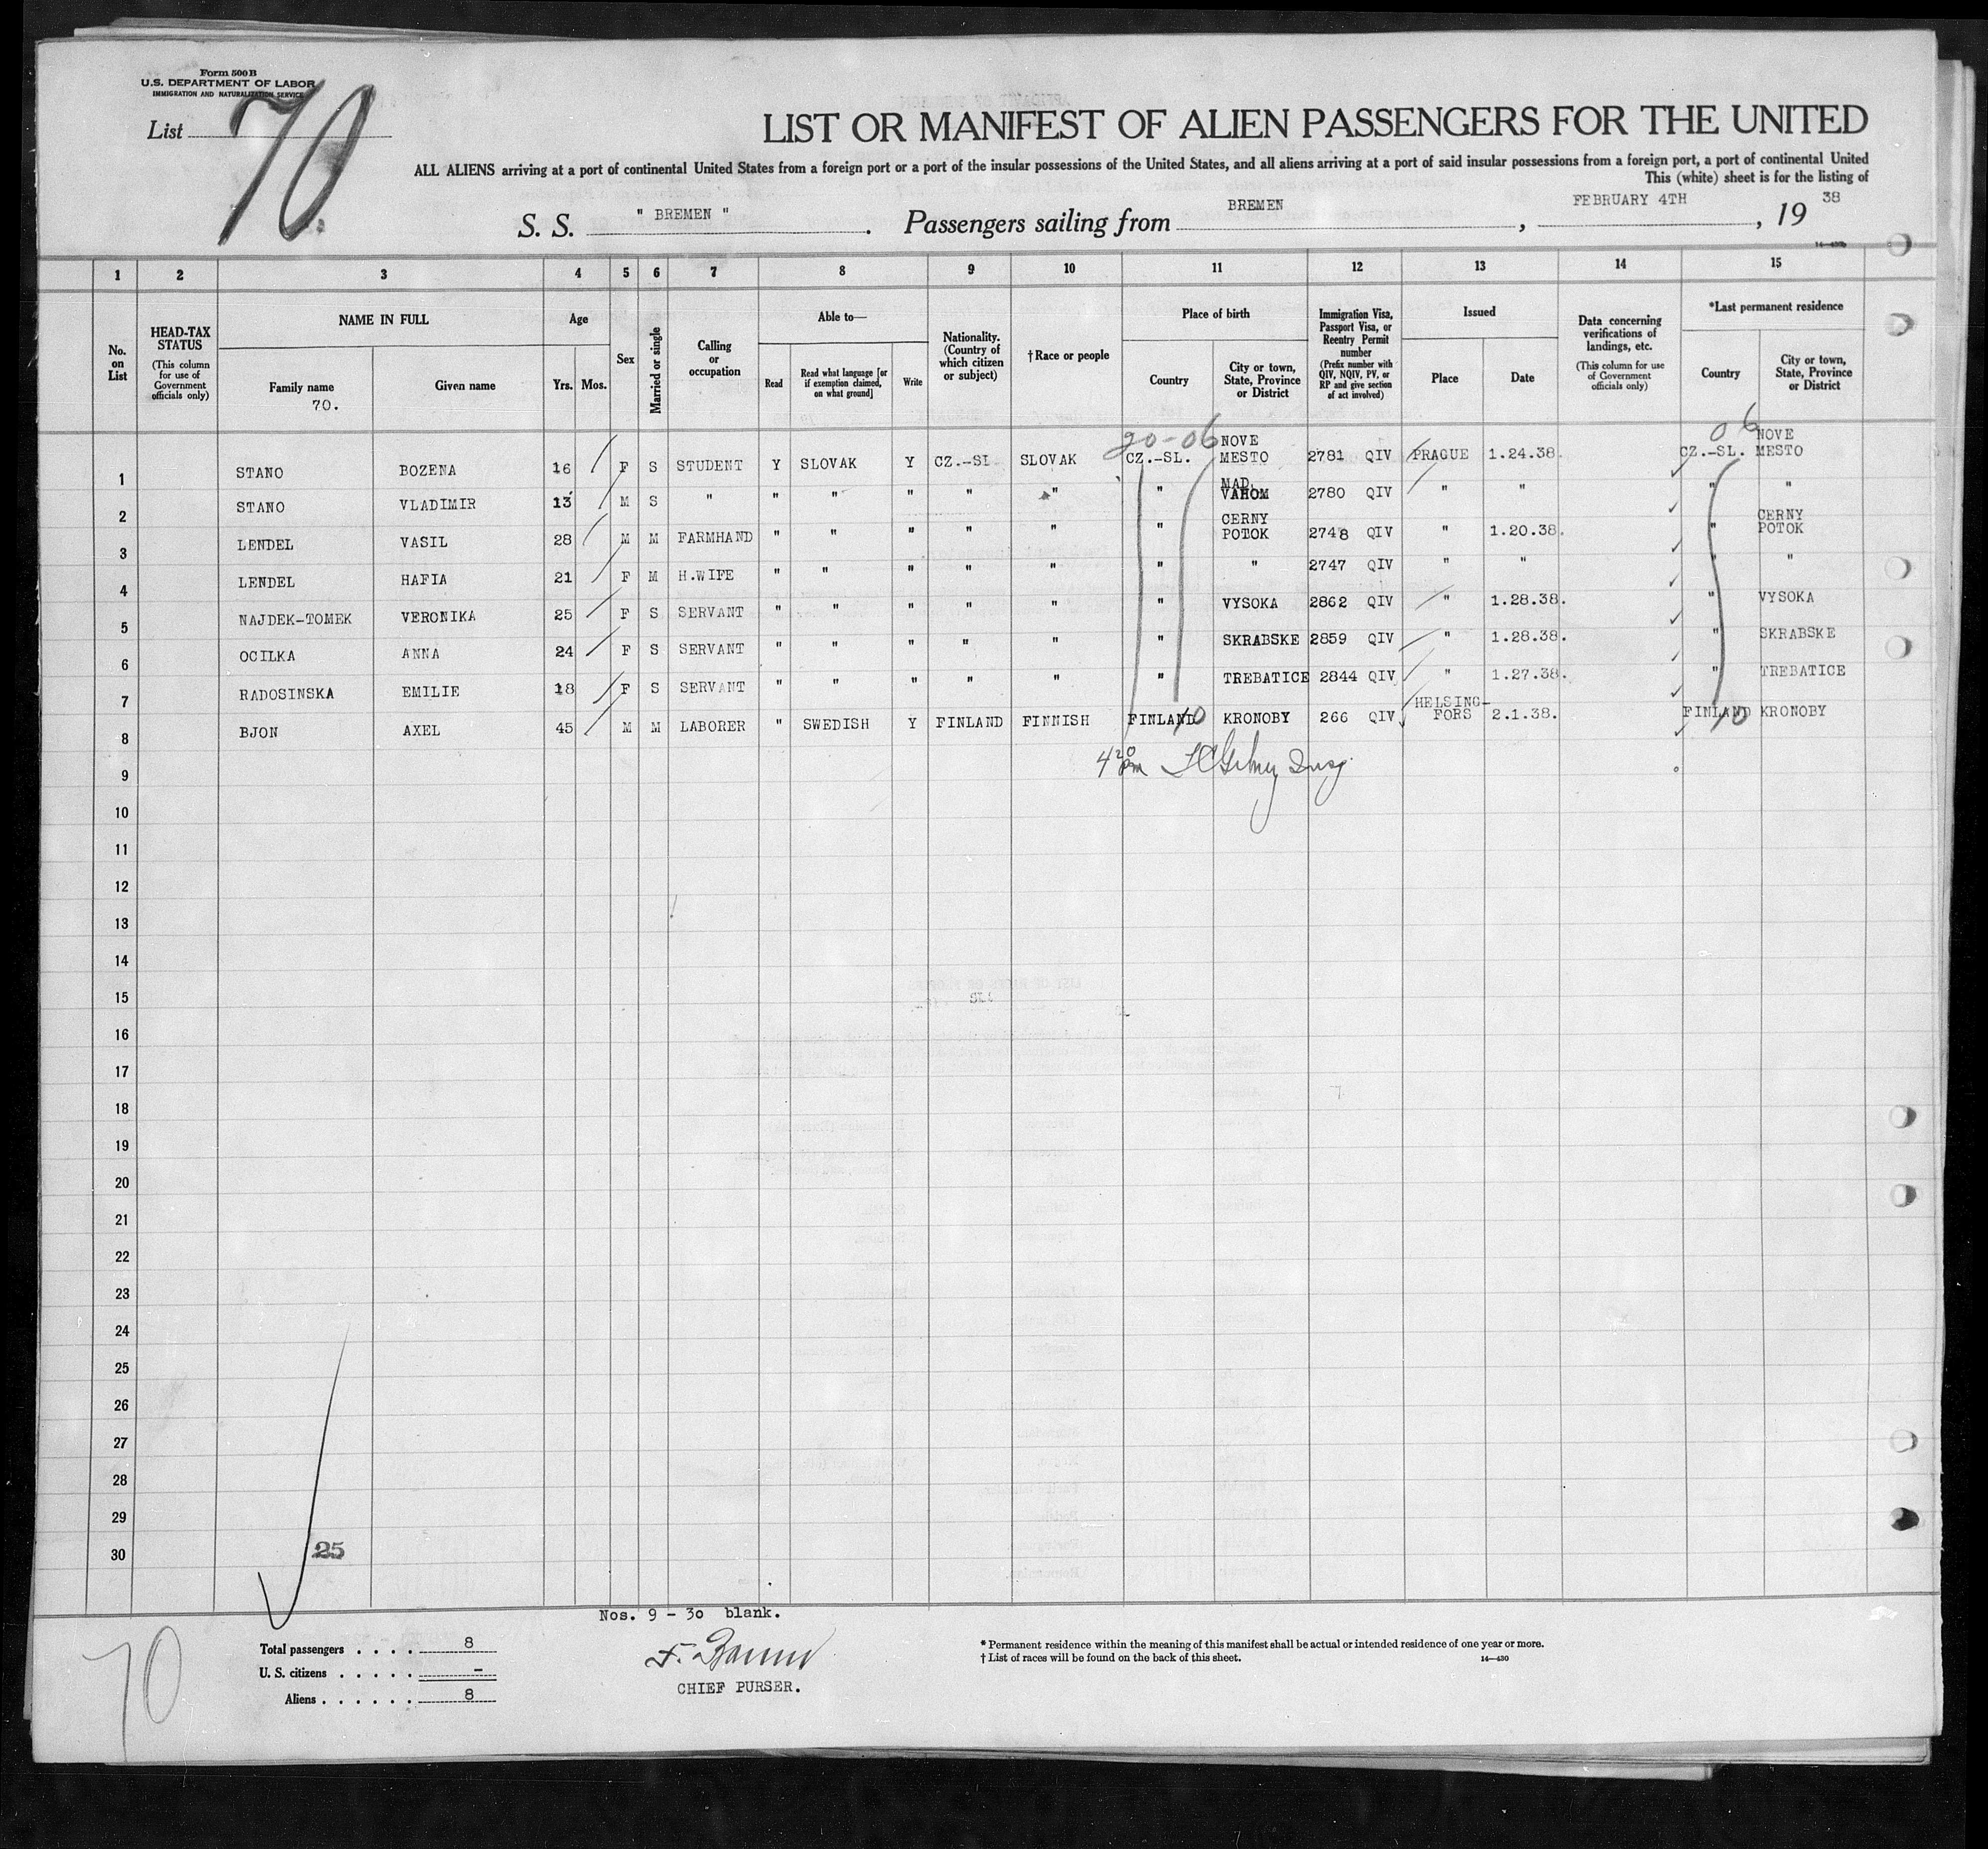 Form 500B
U.S. DEPARTMENT OF LABOR
IMMIGRATION AND NATURALIZATION SERVICE
List 70
LIST OR MANIFEST OF ALIEN PASSENGERS FOR THE UNITED
ALL ALIENS arriving at a port of continental United States from a foreign port or a port of the insular possessions of the United States, and all aliens arriving at a port of said insular possessions from a foreign port, a port of continental United
This (white) sheet is for the listing of
S. S. " BREMEN " . Passengers sailing from BREMEN , FEBRUARY 4TH , 19 38
14—430
1 2 3 4 5 6 7 8 9 10 11 12 13 14 15
No. on List
HEAD-TAX STATUS
(This column for use of Government officials only)
NAME IN FULL
Family name
70.
Given name
Age
Yrs. Mos.
Sex
Married or single
Calling or occupation
Able to—
Read
Read what language [or if exemption claimed, on what ground]
Write
Nationality. (Country of which citizen or subject)
†Race or people
Place of birth
Country
City or town, State, Province or District
Immigration Visa, Passport Visa, or Reentry Permit number
(Prefix number with QIV, NQIV, PV, or RP and give section of act involved)
Issued
Place
Date
Data concerning verifications of landings, etc.
(This column for use of Government officials only)
*Last permanent residence
Country
City or town, State, Province or District
20-06
06
1 STANO BOZENA 16 F S STUDENT Y SLOVAK Y CZ.-SL. SLOVAK CZ.-SL. NOVE MESTO 2781 QIV PRAGUE 1.24.38. CZ.-SL. NOVE MESTO
2 STANO VLADIMIR 13 M S " " " " " " " MAD. VAHOM 2780 QIV " " " "
3 LENDEL VASIL 28 M M FARMHAND " " " " " " CERNY POTOK 2748 QIV " 1.20.38. " CERNY POTOK
4 LENDEL HAFIA 21 F M H.WIFE " " " " " " " 2747 QIV " " " "
5 NAJDEK-TOMEK VERONIKA 25 F S SERVANT " " " " " " VYSOKA 2862 QIV " 1.28.38. " VYSOKA
6 OCILKA ANNA 24 F S SERVANT " " " " " " SKRABSKE 2859 QIV " 1.28.38. " SKRABSKE
7 RADOSINSKA EMILIE 18 F S SERVANT " " " " " " TREBATICE 2844 QIV " 1.27.38. " TREBATICE
8 BJON AXEL 45 M M LABORER " SWEDISH Y FINLAND FINNISH FINLAND 10 KRONOBY 266 QIV HELSING-FORS 2.1.38. FINLAND 10 KRONOBY
4 20 pm
9
10
11
12
13
14
15
16
17
18
19
20
21
22
23
24
25
26
27
28
29
30
25
Nos. 9 - 30 blank.
70
Total passengers . . . . 8
U. S. citizens . . . . . —
Aliens . . . . . . 8
CHIEF PURSER.
* Permanent residence within the meaning of this manifest shall be actual or intended residence of one year or more.
† List of races will be found on the back of this sheet.
14—430